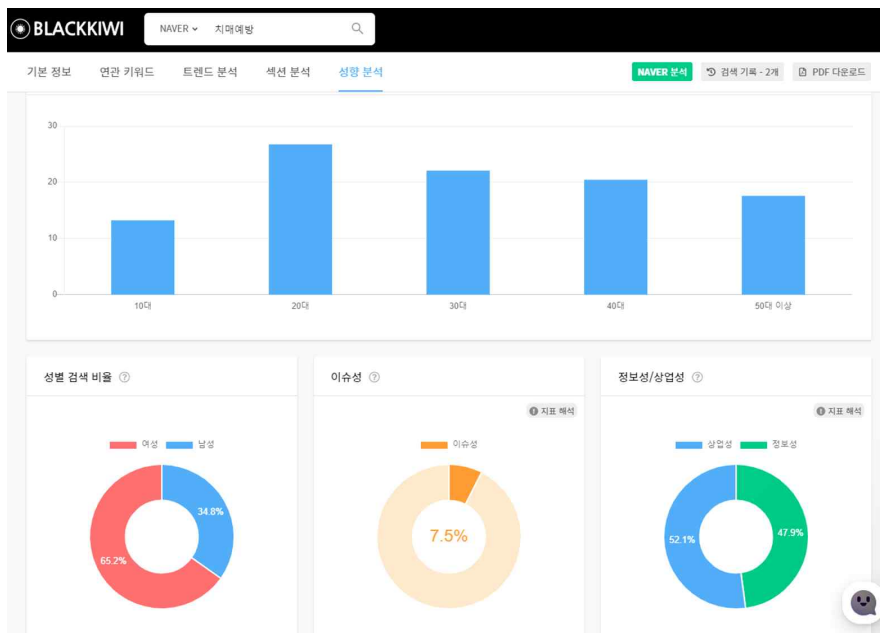 BLACKKIWI
NAVER 치매예방
기본 정보 연관 키워드 트렌드 분석 섹션 분석 성향 분석 NAVER 분석 검색 기록 - 2개 PDF 다운로드
30
20
10
0
10대 20대 30대 40대 50대 이상
성별 검색 비율 ? 이슈성 ? 정보성/상업성 ?
지표 해석 지표 해석
여성 남성 이슈성 상업성 정보성
34.8%
65.2%
7.5%
47.9%
52.1%